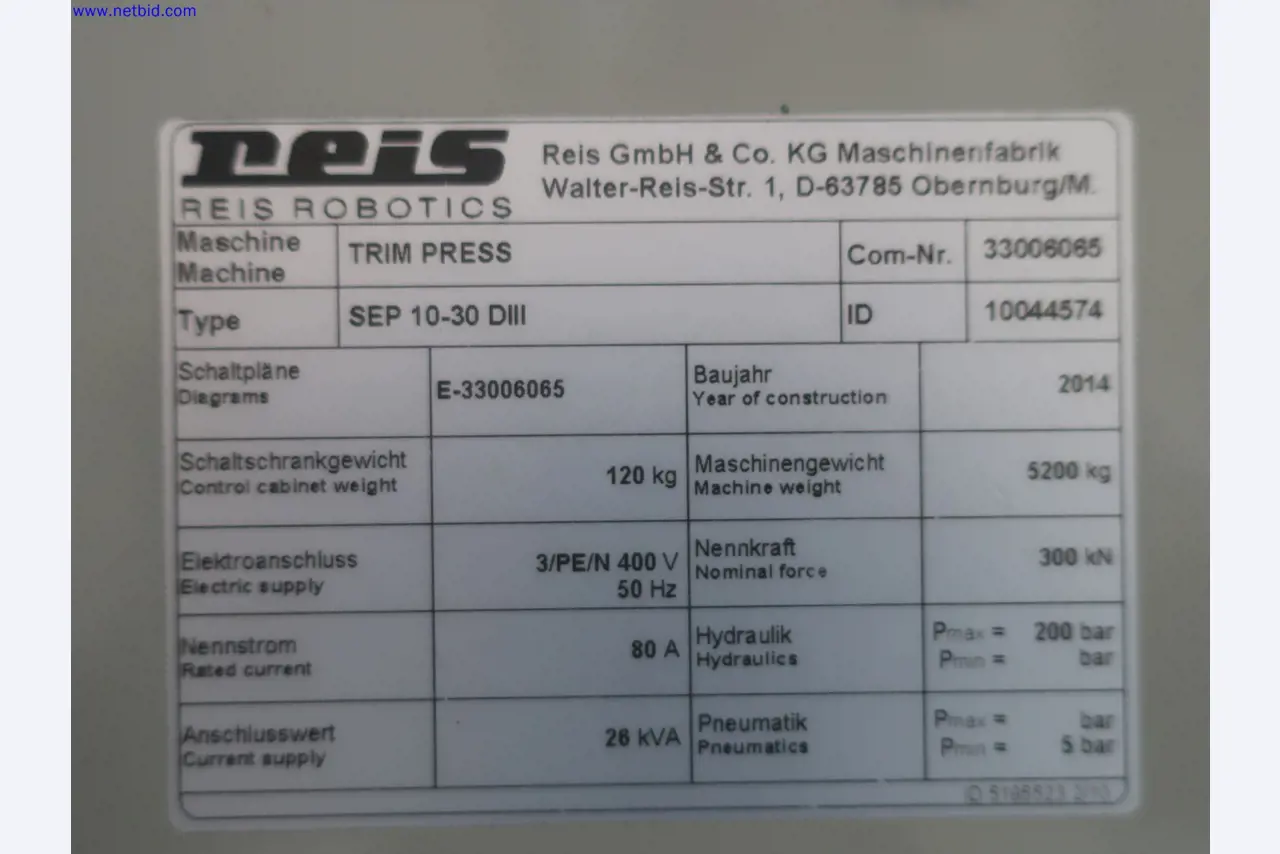 www.netbid.com
reis
REIS ROBOTICS
Reis GmbH & Co. KG Maschinenfabrik
Walter-Reis-Str. 1, D-63785 Obernburg/M.
Maschine
Machine
TRIM PRESS
Com-Nr.
33006065
Type
SEP 10-30 DIII
ID
10044574
Schaltpläne
Diagrams
E-33006065
Baujahr
Year of construction
2014
Schaltschrankgewicht
Control cabinet weight
120 kg
Maschinengewicht
Machine weight
5200 kg
Elektroanschluss
Electric supply
3/PE/N 400 V
50 Hz
Nennkraft
Nominal force
300 kN
Nennstrom
Rated current
80 A
Hydraulik
Hydraulics
Pmax = 200 bar
Pmin = bar
Anschlusswert
Current supply
26 kVA
Pneumatik
Pneumatics
Pmax = bar
Pmin = 5 bar